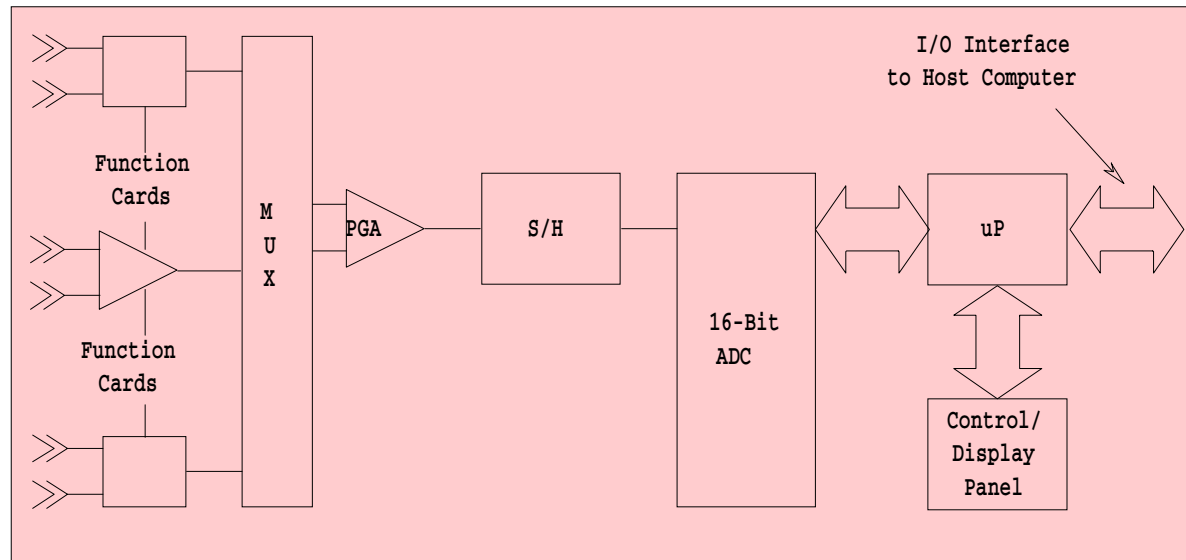 I/O Interface
to Host Computer
Function
Cards
M
U
X
PGA
S/H
uP
16-Bit
ADC
Function
Cards
Control/
Display
Panel